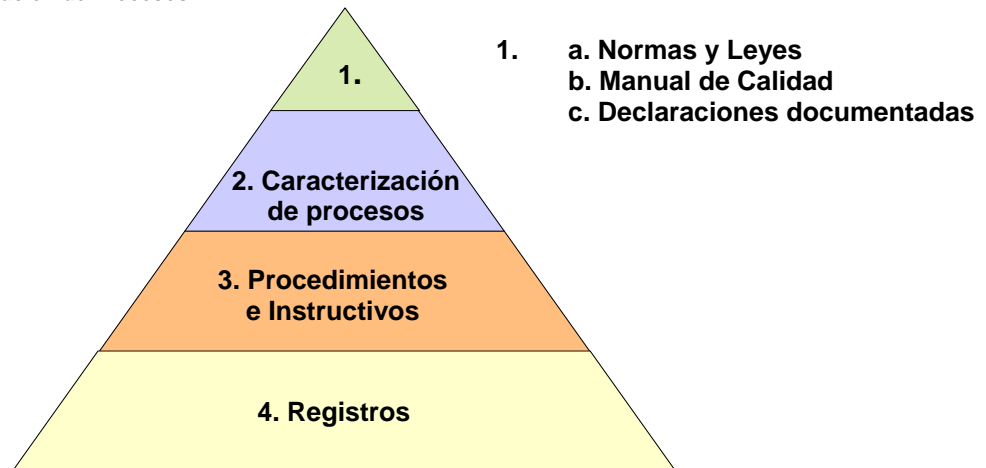 1.
1. a. Normas y Leyes
b. Manual de Calidad
c. Declaraciones documentadas
2. Caracterización
de procesos
3. Procedimientos
e Instructivos
4. Registros